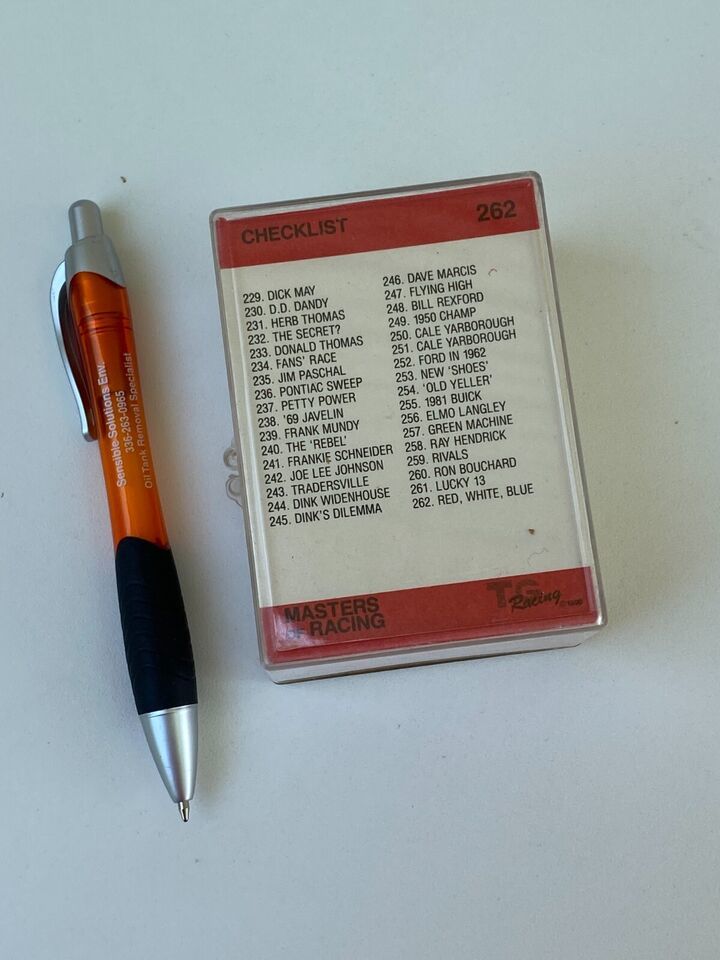 Sensible Solutions Env.
336-263-0965
Oil Tank Removal Specialist
CHECKLIST 262
229. DICK MAY
230. D.D. DANDY
231. HERB THOMAS
232. THE SECRET?
233. DONALD THOMAS
234. FANS' RACE
235. JIM PASCHAL
236. PONTIAC SWEEP
237. PETTY POWER
238. '69 JAVELIN
239. FRANK MUNDY
240. THE 'REBEL'
241. FRANKIE SCHNEIDER
242. JOE LEE JOHNSON
243. TRADERSVILLE
244. DINK WIDENHOUSE
245. DINK'S DILEMMA
246. DAVE MARCIS
247. FLYING HIGH
248. BILL REXFORD
249. 1950 CHAMP
250. CALE YARBOROUGH
251. CALE YARBOROUGH
252. FORD IN 1962
253. NEW 'SHOES'
254. 'OLD YELLER'
255. 1981 BUICK
256. ELMO LANGLEY
257. GREEN MACHINE
258. RAY HENDRICK
259. RIVALS
260. RON BOUCHARD
261. LUCKY 13
262. RED, WHITE, BLUE
MASTERS
OF RACING
TG
Racing